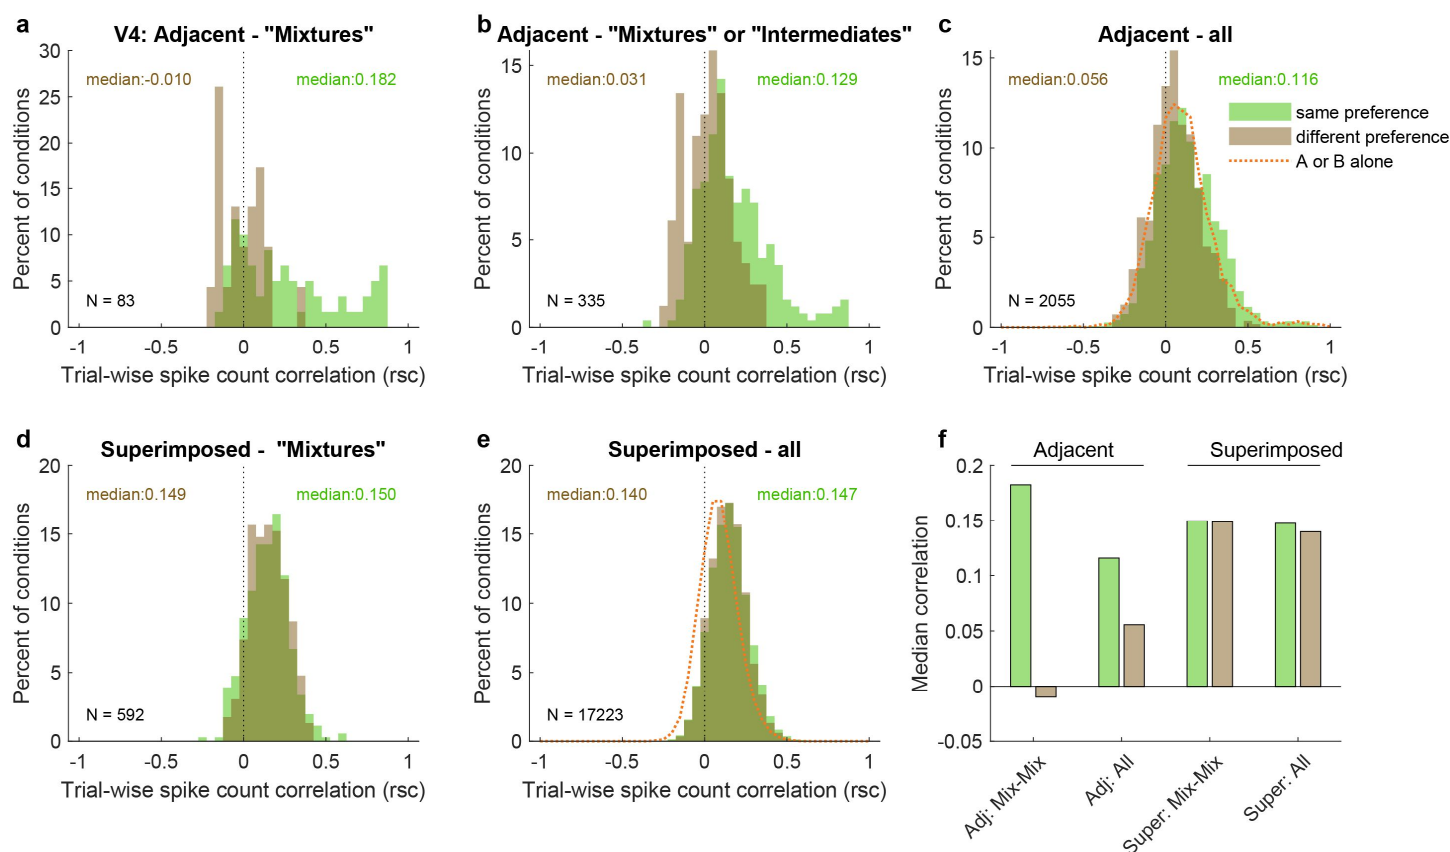 a
V4: Adjacent - "Mixtures"
median:-0.010
median:0.182
30
25
20
15
10
5
0
Percent of conditions
N = 83
-1
-0.5
0
0.5
1
Trial-wise spike count correlation (rsc)
b
Adjacent - "Mixtures" or "Intermediates"
median:0.031
median:0.129
15
10
5
0
Percent of conditions
N = 335
-1
-0.5
0
0.5
1
Trial-wise spike count correlation (rsc)
c
Adjacent - all
median:0.056
median:0.116
same preference
different preference
A or B alone
15
10
5
0
Percent of conditions
N = 2055
-1
-0.5
0
0.5
1
Trial-wise spike count correlation (rsc)
d
Superimposed - "Mixtures"
median:0.149
median:0.150
20
15
10
5
0
Percent of conditions
N = 592
-1
-0.5
0
0.5
1
Trial-wise spike count correlation (rsc)
e
Superimposed - all
median:0.140
median:0.147
20
15
10
5
0
Percent of conditions
N = 17223
-1
-0.5
0
0.5
1
Trial-wise spike count correlation (rsc)
f
Adjacent
Superimposed
0.2
0.15
0.1
0.05
0
-0.05
Median correlation
Adj: Mix-Mix
Adj: All
Super: Mix-Mix
Super: All